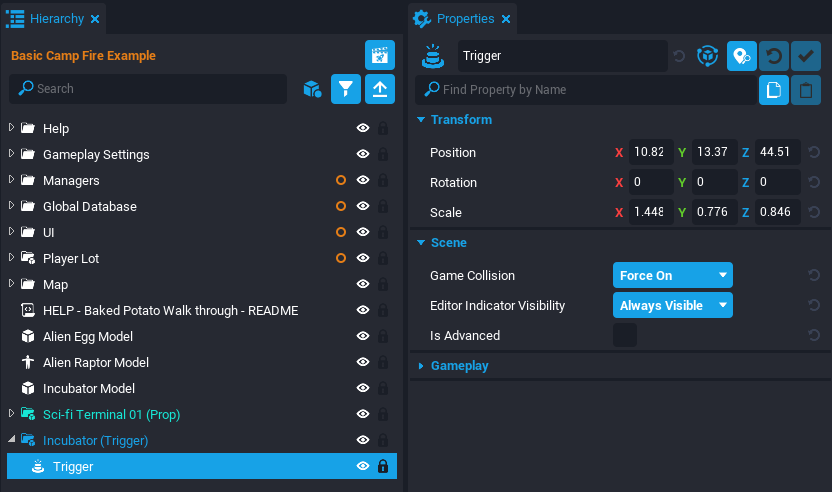 Hierarchy
Basic Camp Fire Example
Search
Help
Gameplay Settings
Managers
Global Database
UI
Player Lot
Map
HELP - Baked Potato Walk through - README
Alien Egg Model
Alien Raptor Model
Incubator Model
Sci-fi Terminal 01 (Prop)
Incubator (Trigger)
Trigger
Properties
Trigger
Find Property by Name
Transform
Position X 10.82 Y 13.37 Z 44.51
Rotation X 0 Y 0 Z 0
Scale X 1.448 Y 0.776 Z 0.846
Scene
Game Collision Force On
Editor Indicator Visibility Always Visible
Is Advanced
Gameplay